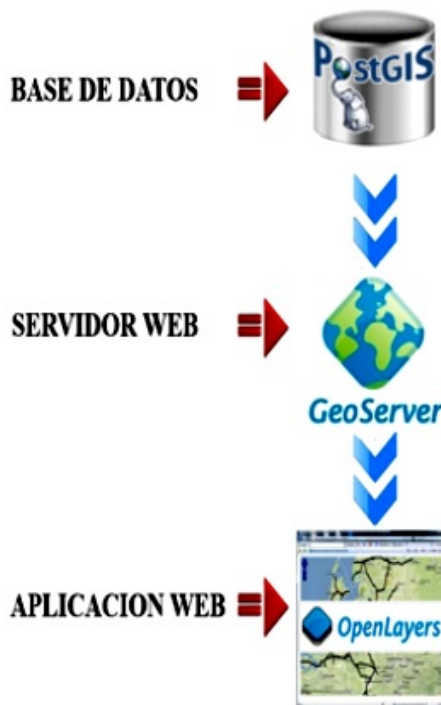 BASE DE DATOS
PostGIS
SERVIDOR WEB
GeoServer
APLICACION WEB
OpenLayers